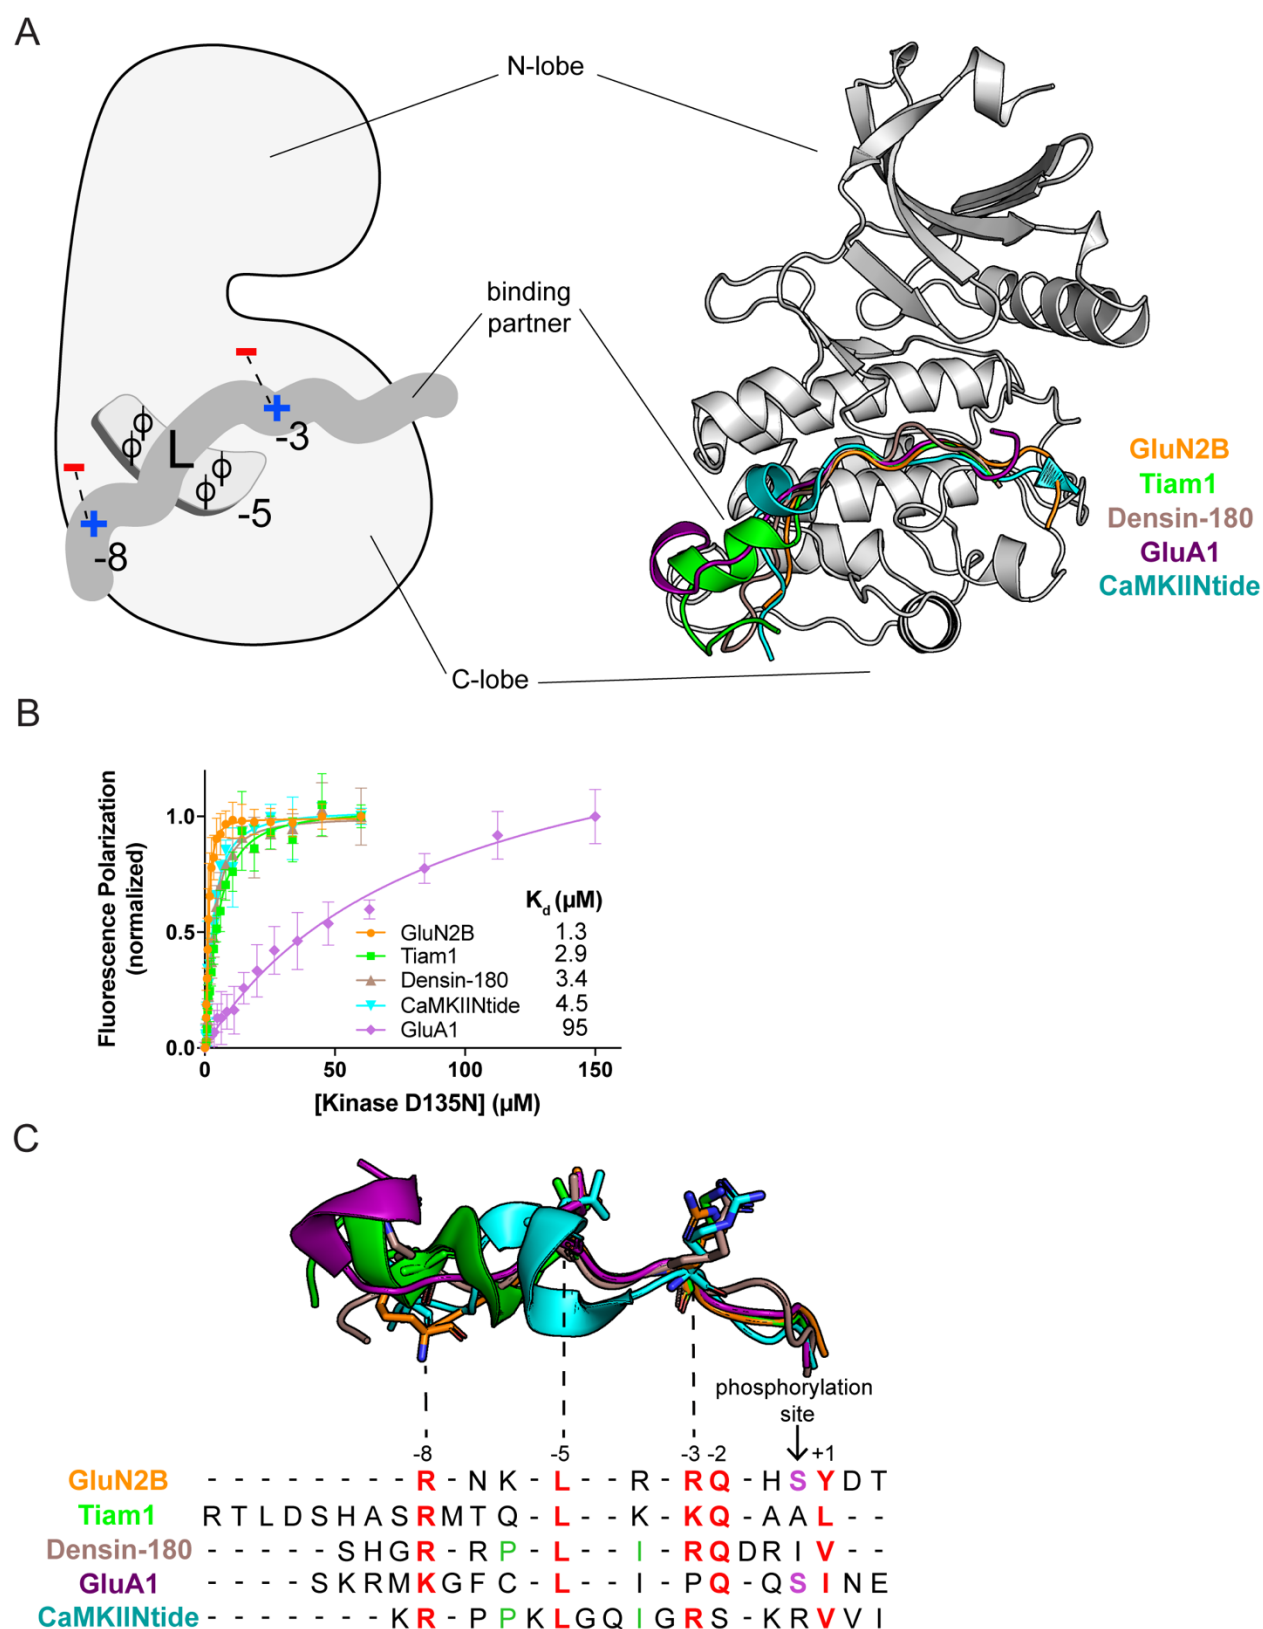 A
N-lobe
binding
partner
-3
L
ϕ ϕ
ϕ ϕ
-5
-8
C-lobe
GluN2B
Tiam1
Densin-180
GluA1
CaMKIINtide
B
Fluorescence Polarization
(normalized)
1.0
0.5
0.0
0 50 100 150
[Kinase D135N] (µM)
Kd (µM)
GluN2B 1.3
Tiam1 2.9
Densin-180 3.4
CaMKIINtide 4.5
GluA1 95
C
phosphorylation
site
-8 -5 -3 -2 +1
GluN2B - - - - - - - - R - N K - L - - R - R Q - H S Y D T
Tiam1 R T L D S H A S R M T Q - L - - K - K Q - A A L - -
Densin-180 - - - - - S H G R - R P - L - - I - R Q D R I V - -
GluA1 - - - - S K R M K G F C - L - - I - P Q - Q S I N E
CaMKIINtide - - - - - - - K R - P P K L G Q I G R S - K R V V I